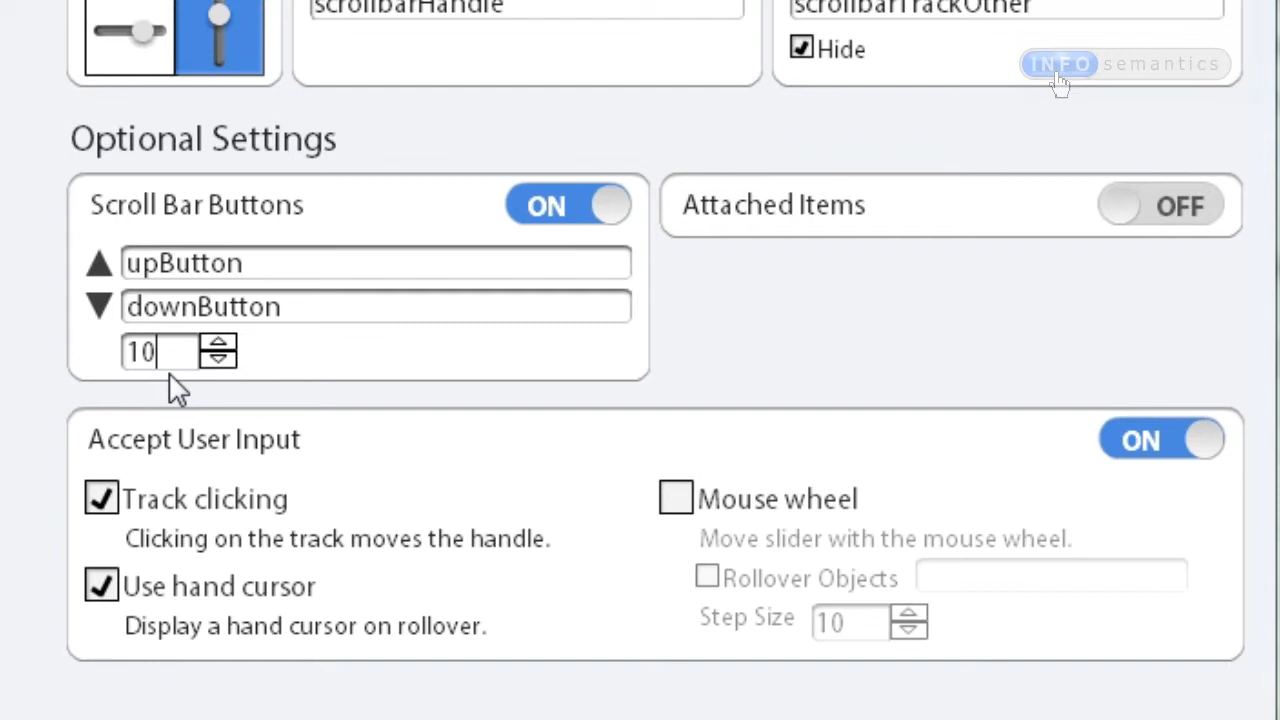 scrollbarHandle
scrollbarTrackOther
Hide
INFO semantics
Optional Settings
Scroll Bar Buttons
ON
Attached Items
OFF
upButton
downButton
10
Accept User Input
ON
Track clicking
Clicking on the track moves the handle.
Use hand cursor
Display a hand cursor on rollover.
Mouse wheel
Move slider with the mouse wheel.
Rollover Objects
Step Size
10